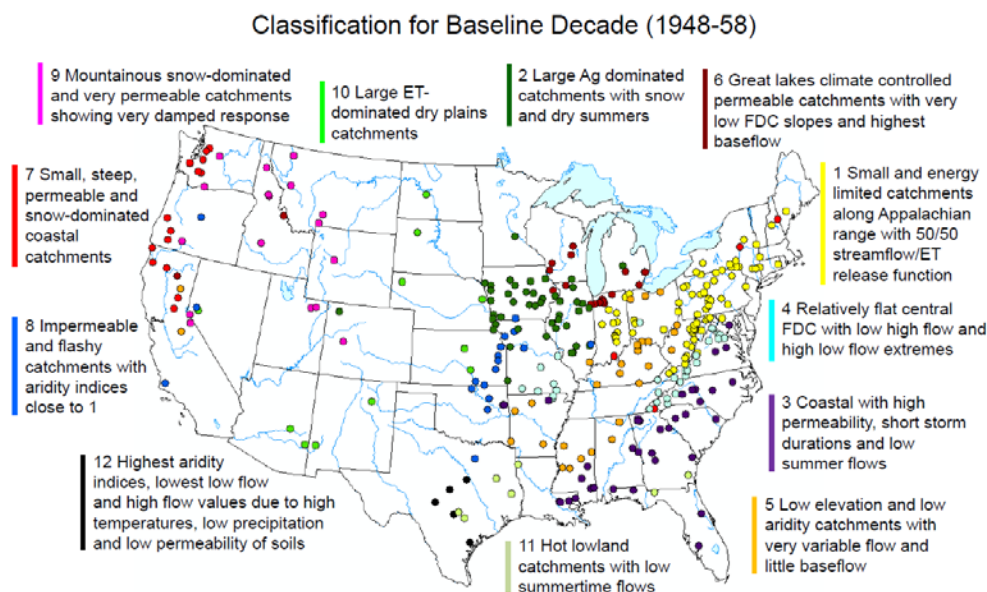 Classification for Baseline Decade (1948-58)
9 Mountainous snow-dominated
and very permeable catchments
showing very damped response
10 Large ET-
dominated dry plains
catchments
2 Large Ag dominated
catchments with snow
and dry summers
6 Great lakes climate controlled
permeable catchments with very
low FDC slopes and highest
baseflow
7 Small, steep,
permeable and
snow-dominated
coastal
catchments
1 Small and energy
limited catchments
along Appalachian
range with 50/50
streamflow/ET
release function
8 Impermeable
and flashy
catchments with
aridity indices
close to 1
4 Relatively flat central
FDC with low high flow and
high low flow extremes
3 Coastal with high
permeability, short storm
durations and low
summer flows
12 Highest aridity
indices, lowest low flow
and high flow values due to high
temperatures, low precipitation
and low permeability of soils
11 Hot lowland
catchments with low
summertime flows
5 Low elevation and low
aridity catchments with
very variable flow and
little baseflow